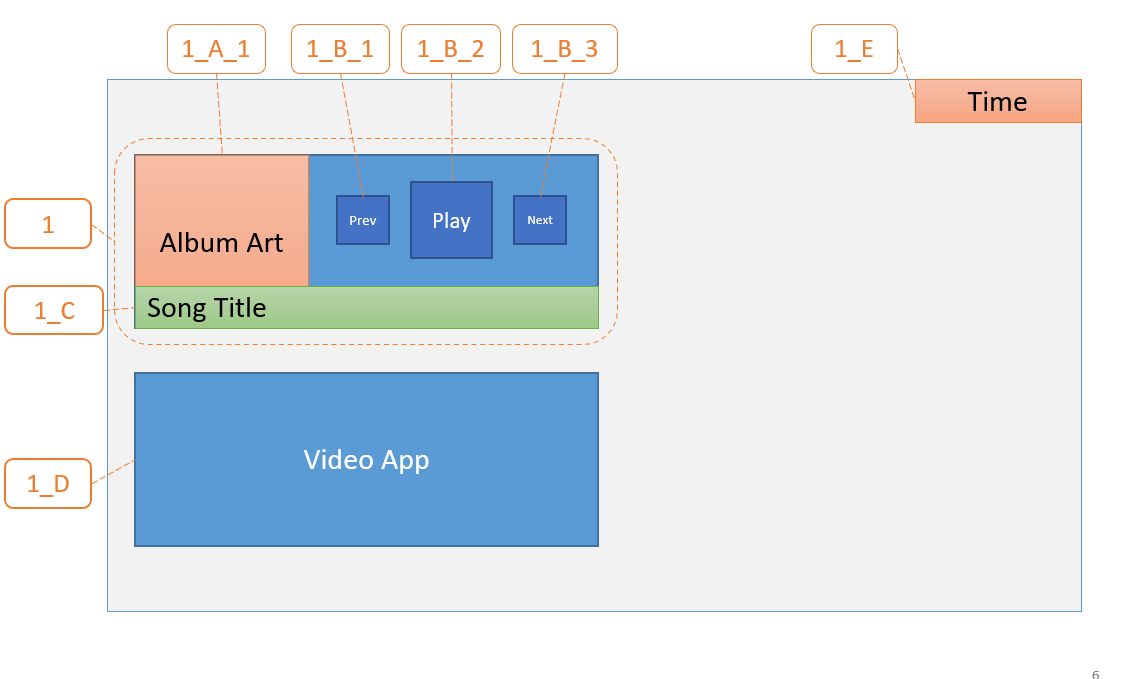 1_A_1
1_B_1
1_B_2
1_B_3
1_E
Time
1
Album Art
Prev
Play
Next
1_C
Song Title
1_D
Video App
6